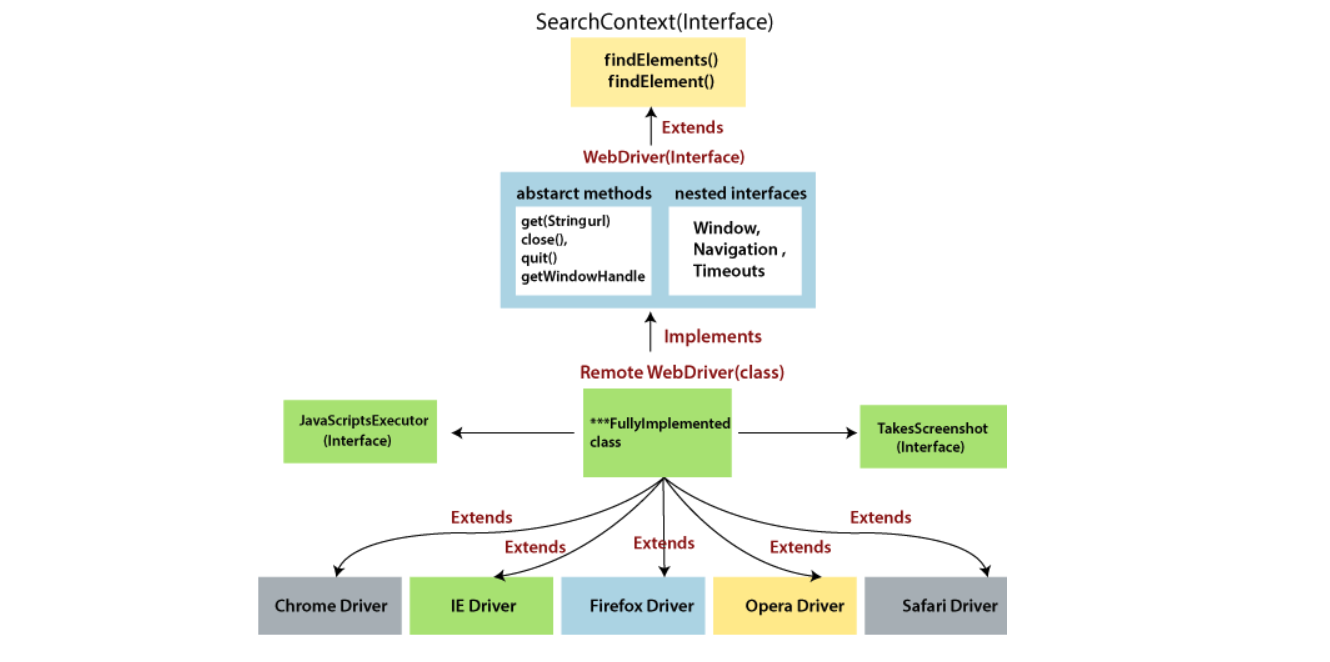 SearchContext(Interface)
findElements()
findElement()
Extends
WebDriver(Interface)
abstarct methods
nested interfaces
get(Stringurl)
close(),
quit()
getWindowHandle
Window,
Navigation ,
Timeouts
Implements
Remote WebDriver(class)
JavaScriptsExecutor
(Interface)
***FullyImplemented
class
TakesScreenshot
(Interface)
Extends
Extends
Extends
Extends
Extends
Chrome Driver
IE Driver
Firefox Driver
Opera Driver
Safari Driver